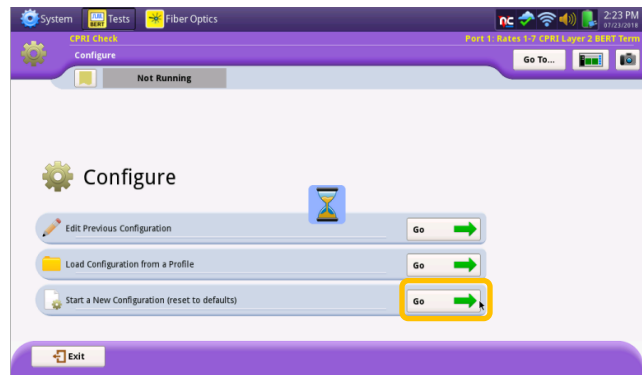 System Tests Fiber Optics
nc 2:23 PM
07/23/2018
CPRI Check
Port 1: Rates 1-7 CPRI Layer 2 BERT Term
Configure
Go To...
Not Running
Configure
Edit Previous Configuration Go
Load Configuration from a Profile Go
Start a New Configuration (reset to defaults) Go
Exit